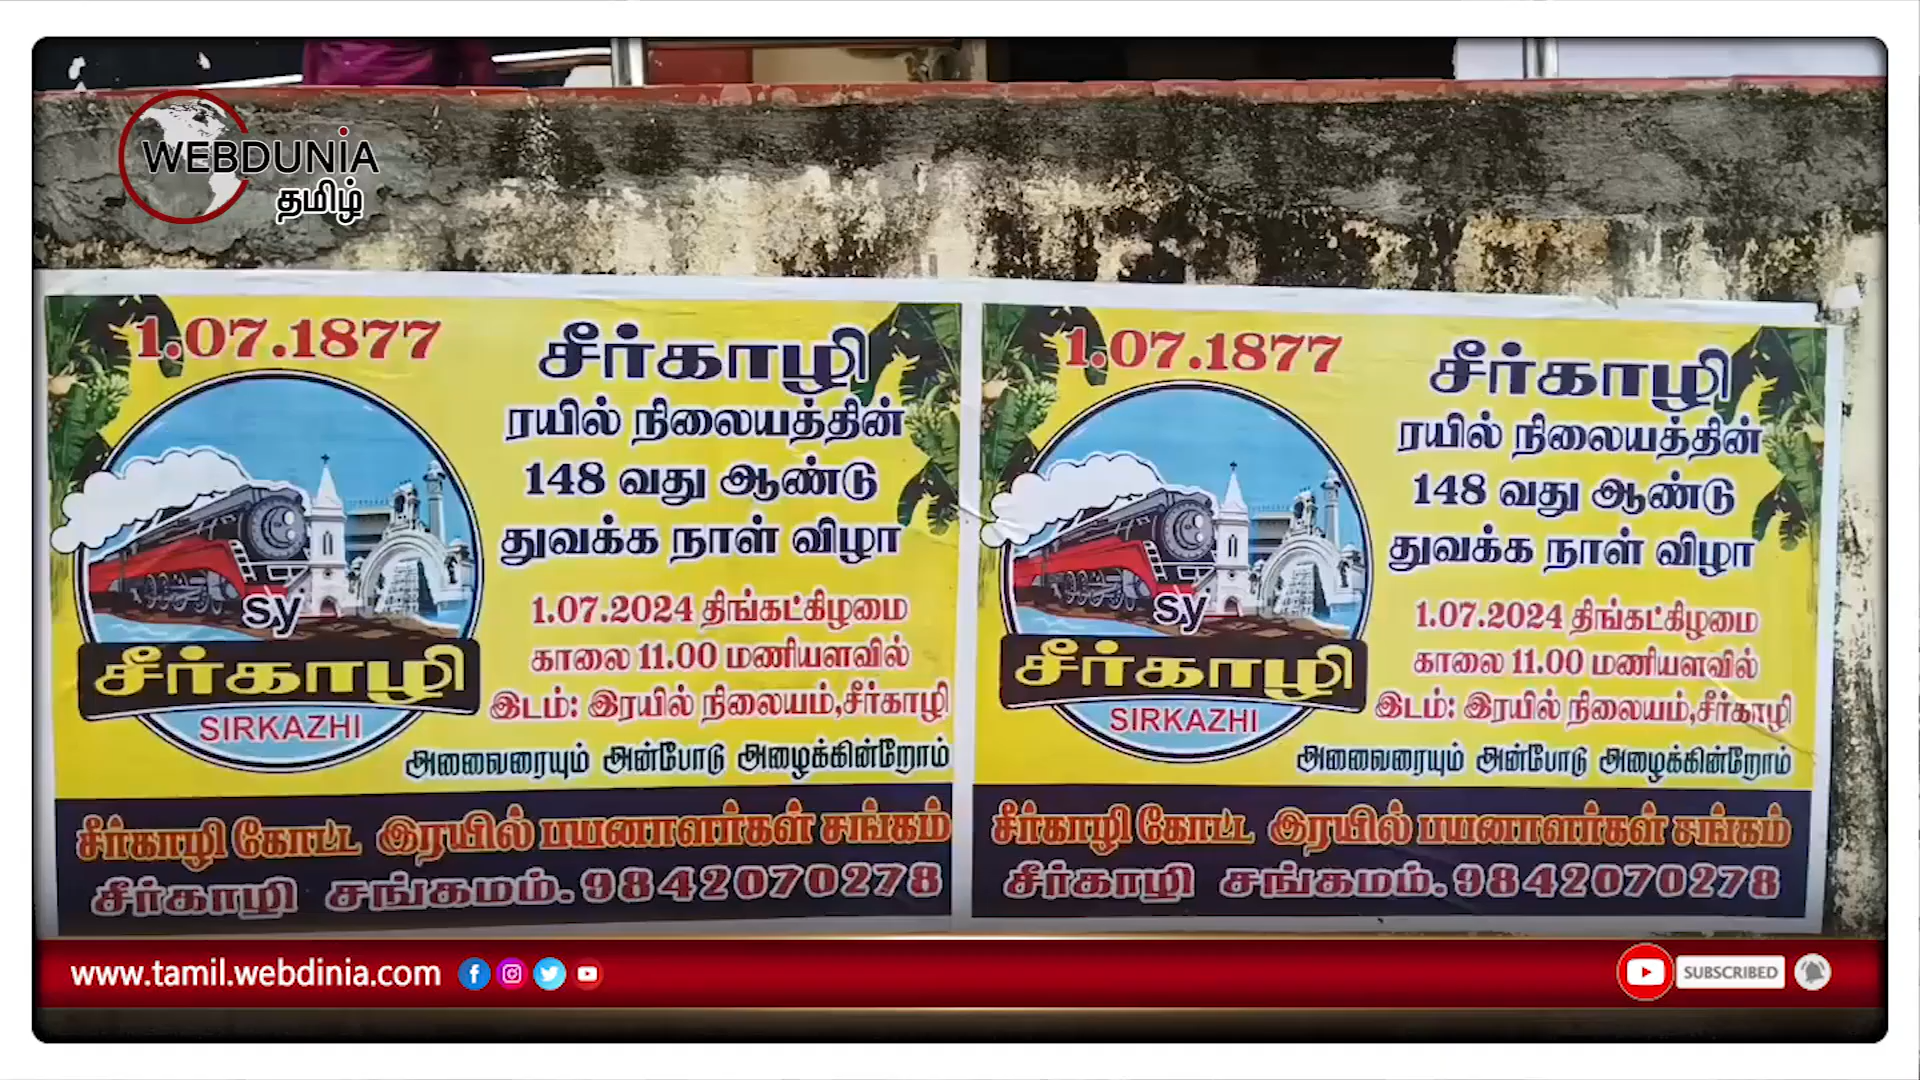 WEBDUNIA
தமிழ்
1.07.1877
சீர்காழி
ரயில் நிலையத்தின்
148 வது ஆண்டு
துவக்க நாள் விழா
1.07.2024 திங்கட்கிழமை
காலை 11.00 மணியளவில்
இடம்: இரயில் நிலையம்,சீர்காழி
அனைவரையும் அன்போடு அழைக்கின்றோம்
sy
சீர்காழி
SIRKAZHI
சீர்காழி கோட்ட இரயில் பயனாளர்கள் சங்கம்
சீர்காழி சங்கமம்.9842070278
1.07.1877
சீர்காழி
ரயில் நிலையத்தின்
148 வது ஆண்டு
துவக்க நாள் விழா
1.07.2024 திங்கட்கிழமை
காலை 11.00 மணியளவில்
இடம்: இரயில் நிலையம்,சீர்காழி
அனைவரையும் அன்போடு அழைக்கின்றோம்
sy
சீர்காழி
SIRKAZHI
சீர்காழி கோட்ட இரயில் பயனாளர்கள் சங்கம்
சீர்காழி சங்கமம்.9842070278
www.tamil.webdinia.com
SUBSCRIBED